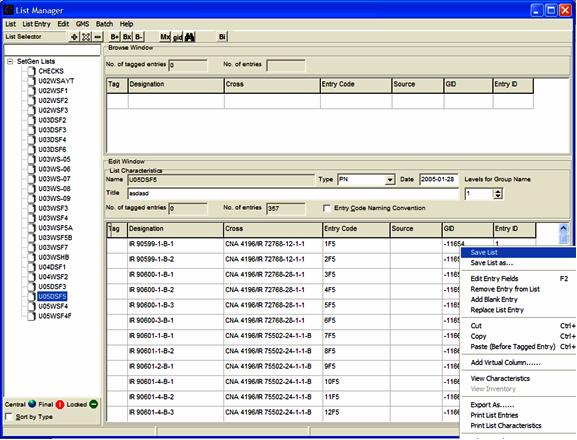 List Manager
List List Entry Edit GMS Batch Help
List Selector B+ Bx B- Mx gid Bi
SetGen Lists
CHECKS
U02WSAYT
U02WSF1
U02WSF2
U02WSF3
U03DSF2
U03DSF3
U03DSF4
U03DSF6
U03WS-05
U03WS-06
U03WS-07
U03WS-08
U03WS-09
U03WSF3
U03WSF4
U03WSF5A
U03WSF5B
U03WSF7
U03WSHB
U04DSF1
U04WSF2
U05DSF3
U05DSF5
U05WSF4
U05WSF4F
Central Final Locked
Sort by Type
Browse Window
No. of tagged entries 0 No. of entries
Tag Designation Cross Entry Code Source GID Entry ID
Edit Window
List Characteristics
Name U05DSF5 Type PN Date 2005-01-28 Levels for Group Name
Title asdasd 1
No. of tagged entries 0 No. of entries 357 Entry Code Naming Convention
Tag Designation Cross Entry Code Source GID Entry ID
IR 90599-1-B-1 CNA 4196/IR 72768-12-1-1 1F5 -11654 1
IR 90599-1-B-2 CNA 4196/IR 72768-12-1-1 2F5 -1165
IR 90600-1-B-1 CNA 4196/IR 72768-28-1-1 3F5 -1165
IR 90600-1-B-2 CNA 4196/IR 72768-28-1-1 4F5 -1165
IR 90600-1-B-3 CNA 4196/IR 72768-28-1-1 5F5 -1165
IR 90600-3-B-1 CNA 4196/IR 72768-28-1-1 6F5 -1165
IR 90601-1-B-1 CNA 4196/IR 75502-24-1-1-B 7F5 -1166
IR 90601-1-B-2 CNA 4196/IR 75502-24-1-1-B 8F5 -1166
IR 90601-2-B-1 CNA 4196/IR 75502-24-1-1-B 9F5 -1166
IR 90601-4-B-1 CNA 4196/IR 75502-24-1-1-B 10F5 -1166
IR 90601-4-B-2 CNA 4196/IR 75502-24-1-1-B 11F5 -1166
IR 90601-4-B-3 CNA 4196/IR 75502-24-1-1-B 12F5 -1166
Save List
Save List as...
Edit Entry Fields F2
Remove Entry from List
Add Blank Entry
Replace List Entry
Cut Ctrl+
Copy Ctrl+
Paste (Before Tagged Entry) Ctrl+
Add Virtual Column......
View Characteristics
View Inventory
Export As....
Print List Entries
Print List Characteristics